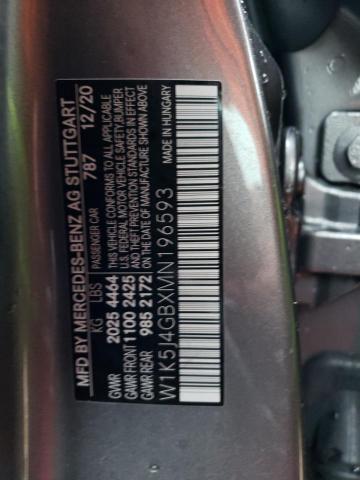 MFD BY MERCEDES-BENZ AG STUTTGART
PASSENGER CAR 787 12/20
KG LBS
GVWR 2025 4464
GAWR FRONT 1100 2425
GAWR REAR 985 2172
THIS VEHICLE CONFORMS TO ALL APPLICABLE
U.S. FEDERAL MOTOR VEHICLE SAFETY, BUMPER
AND THEFT PREVENTION STANDARDS IN EFFECT ON THE
DATE OF MANUFACTURE SHOWN ABOVE
MADE IN HUNGARY
W1K5J4GBXMN196593